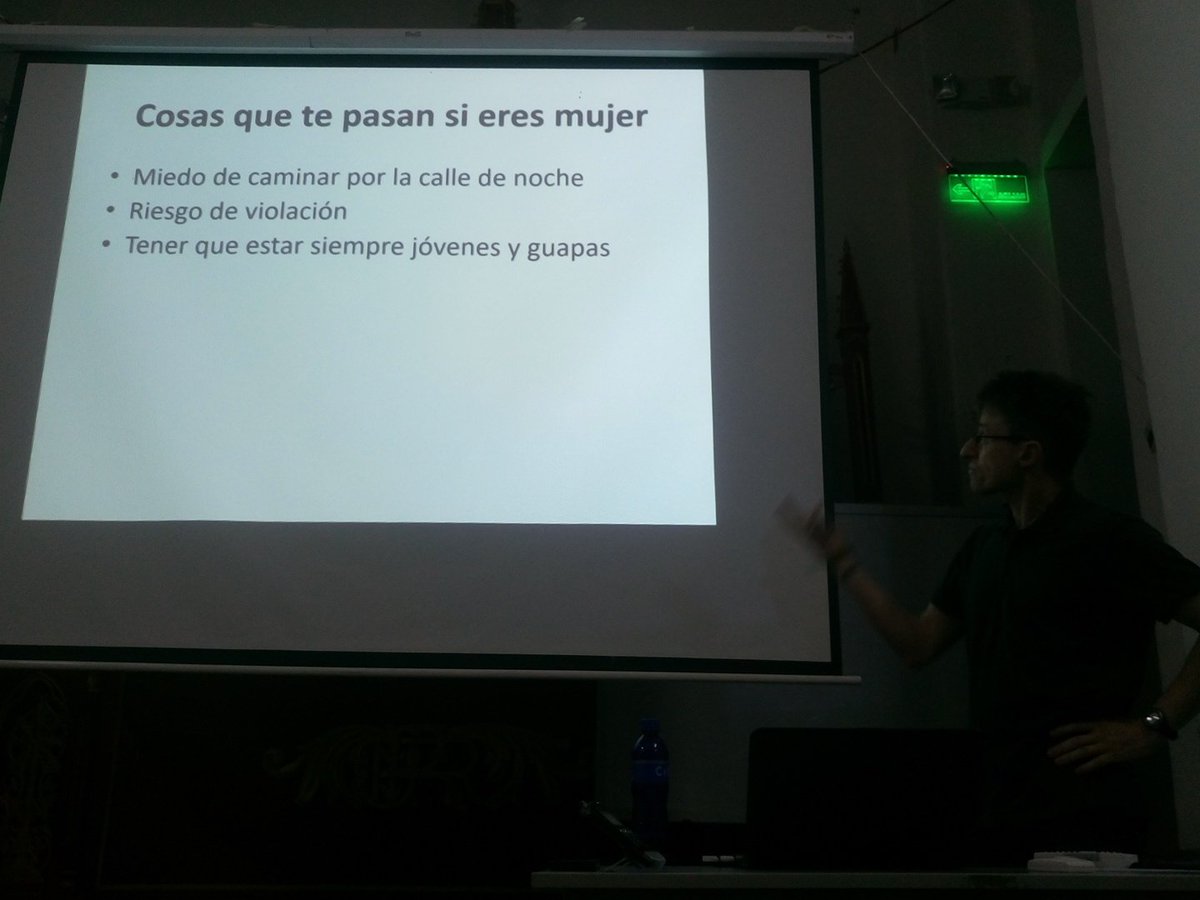 Cosas que te pasan si eres mujer
• Miedo de caminar por la calle de noche
• Riesgo de violación
• Tener que estar siempre jóvenes y guapas